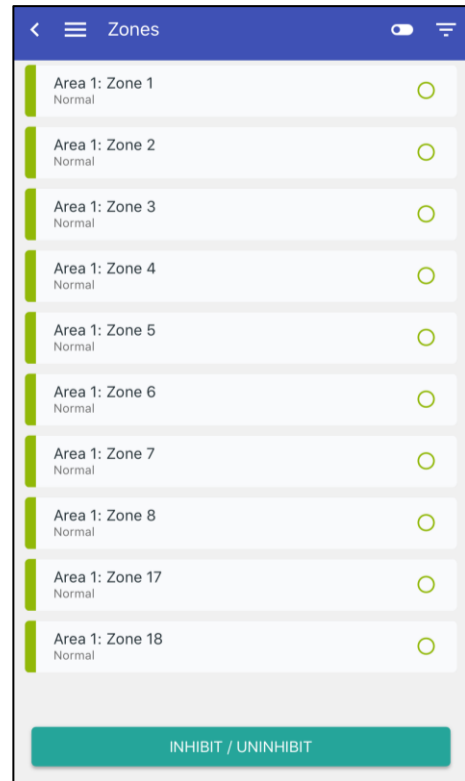 Zones
Area 1: Zone 1
Normal
Area 1: Zone 2
Normal
Area 1: Zone 3
Normal
Area 1: Zone 4
Normal
Area 1: Zone 5
Normal
Area 1: Zone 6
Normal
Area 1: Zone 7
Normal
Area 1: Zone 8
Normal
Area 1: Zone 17
Normal
Area 1: Zone 18
Normal
INHIBIT / UNINHIBIT